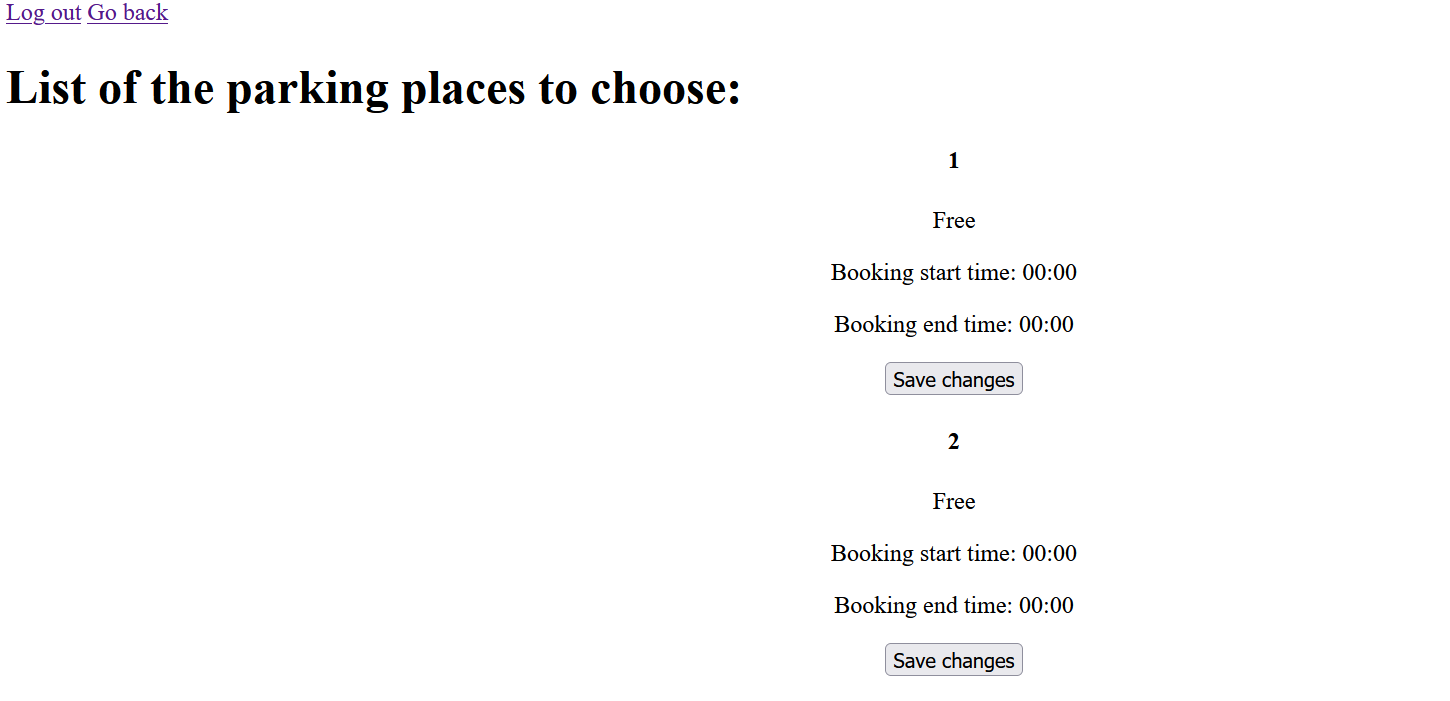 Log out Go back
List of the parking places to choose:
1
Free
Booking start time: 00:00
Booking end time: 00:00
Save changes
2
Free
Booking start time: 00:00
Booking end time: 00:00
Save changes